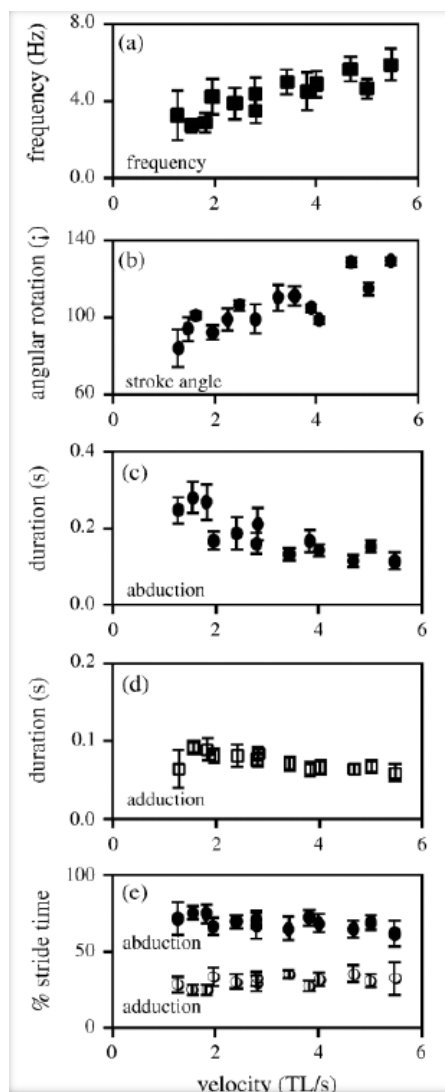 8.0
(a)
frequency (Hz)
4.0
frequency
0
0 2 4 6
140
(b)
angular rotation (¡)
100
stroke angle
60
0 2 4 6
0.4
(c)
duration (s)
0.2
abduction
0.0
0 2 4 6
0.2
(d)
duration (s)
0.1
adduction
0.0
0 2 4 6
100
(e)
% stride time
abduction
50
adduction
0
0 2 4 6
velocity (TL/s)